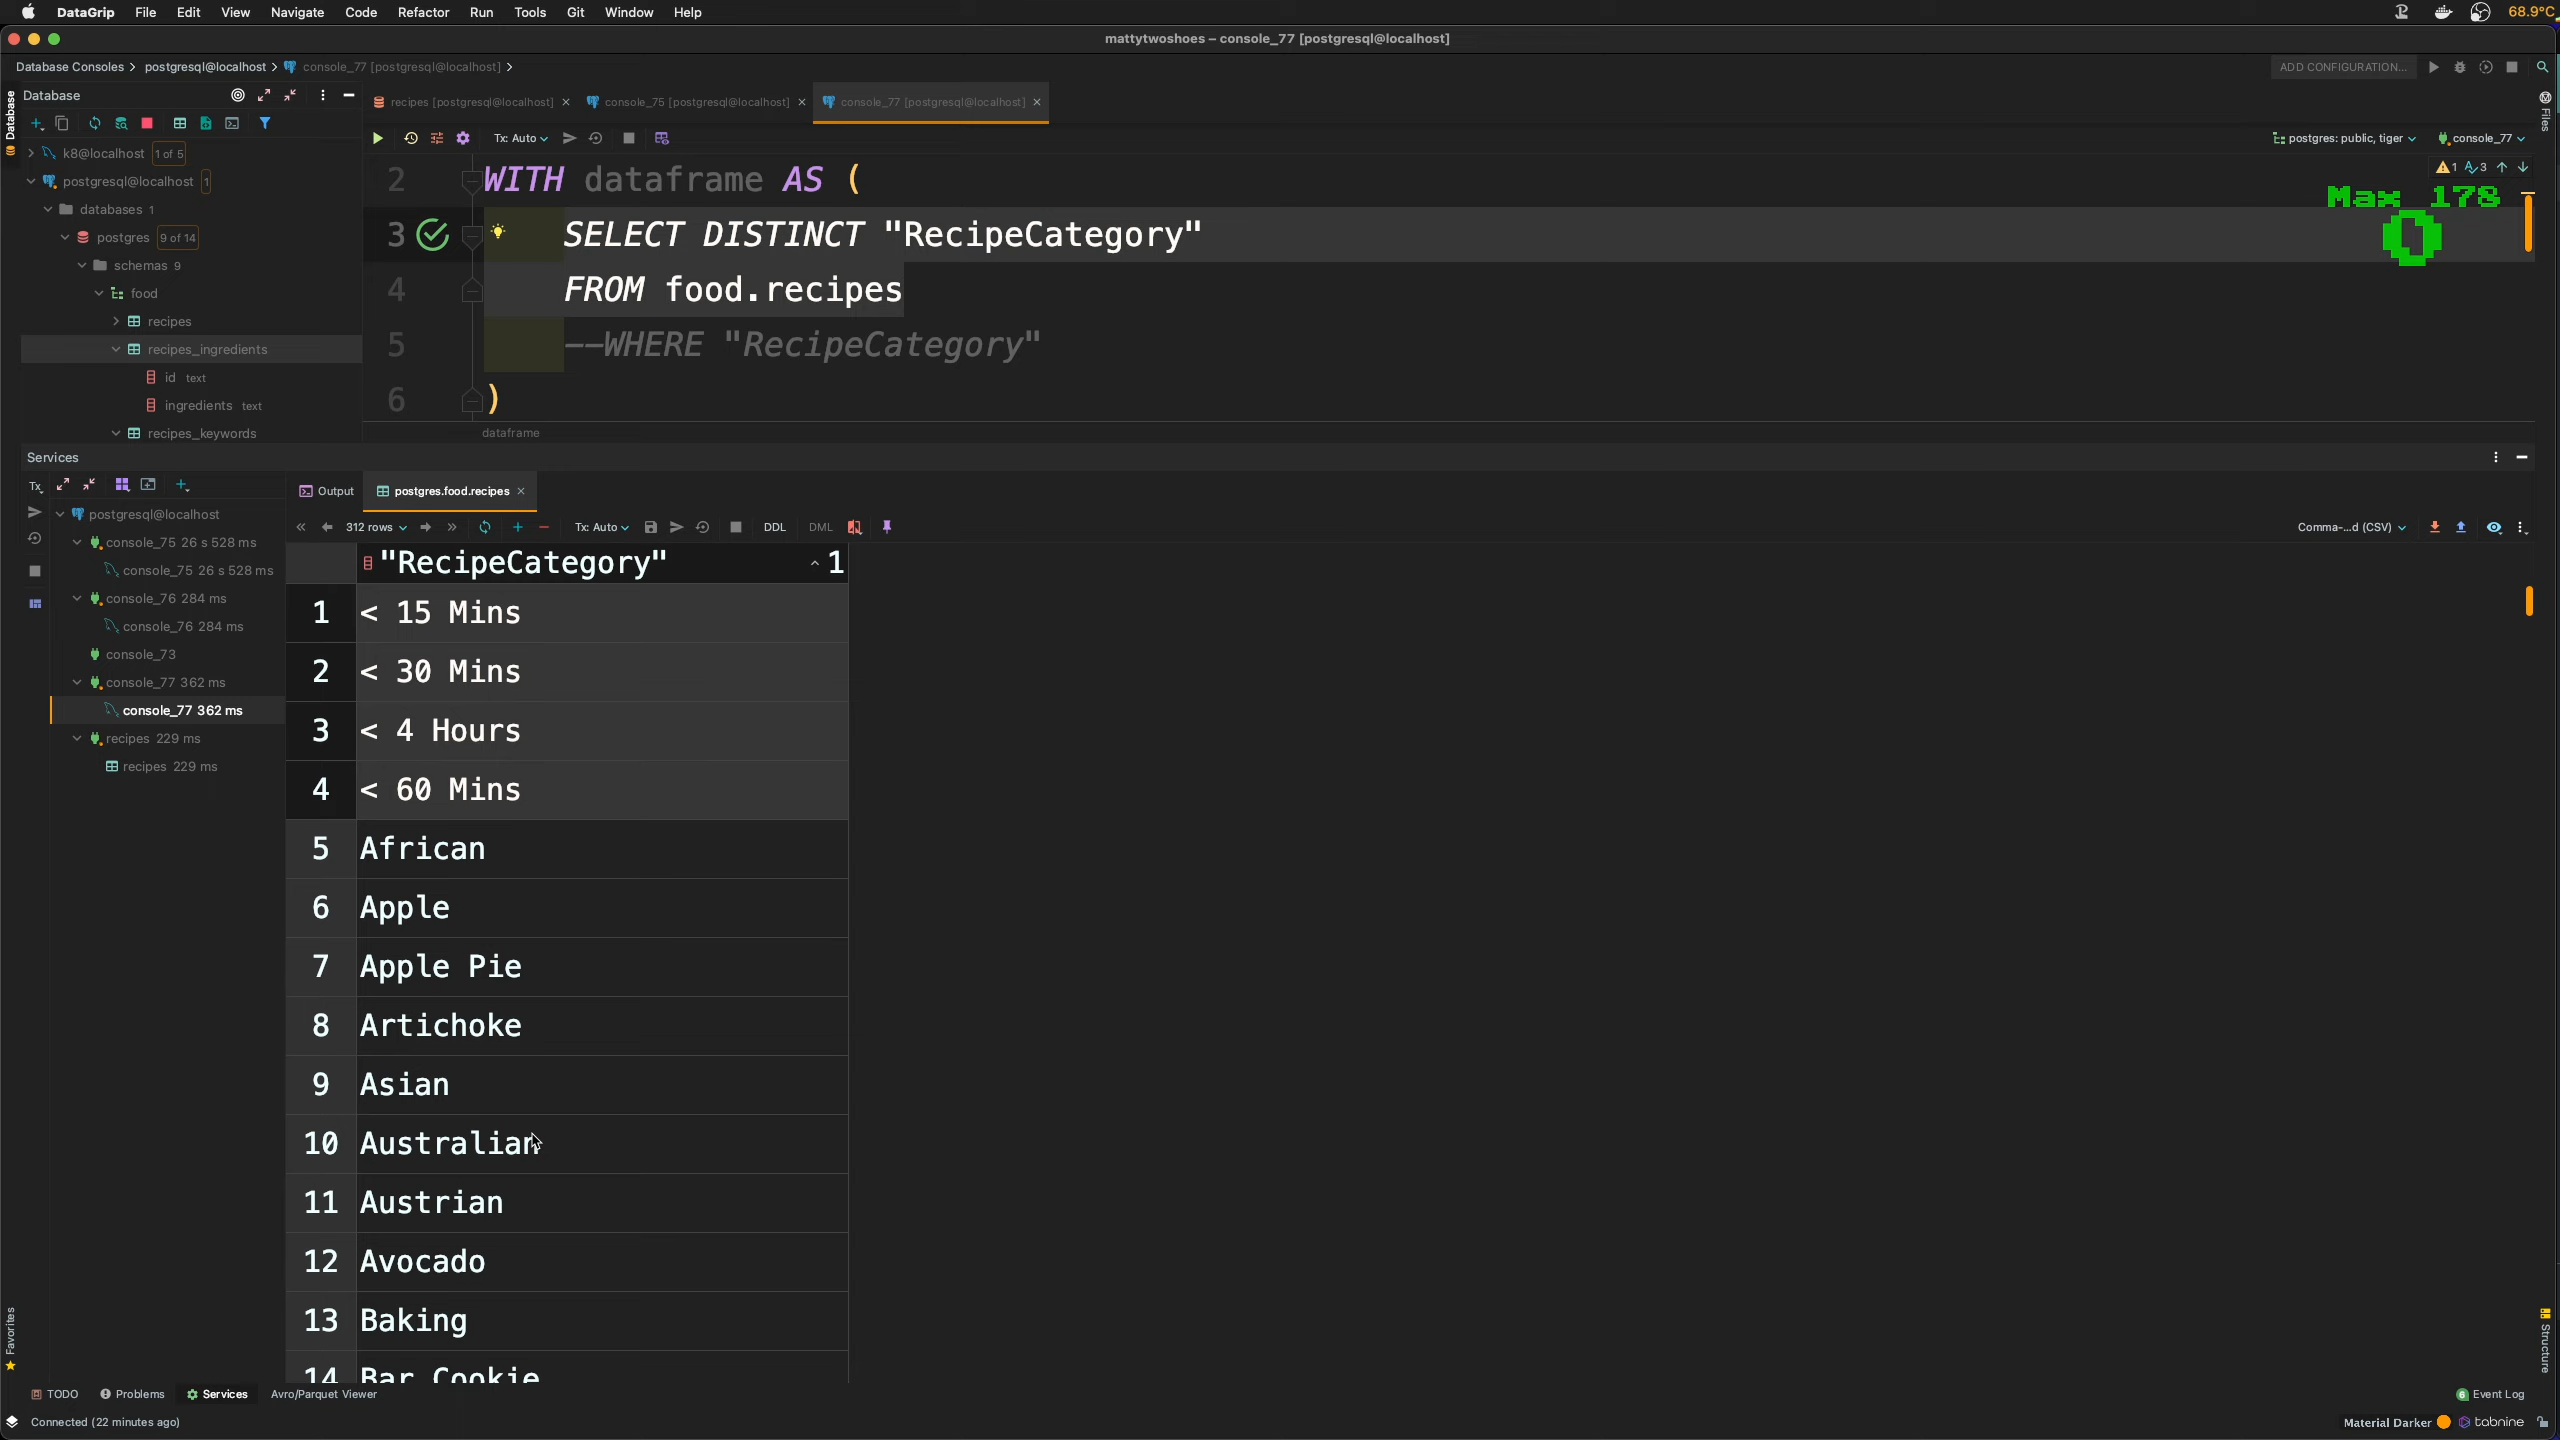 DataGrip File Edit View Navigate Code Refactor Run Tools Git Window Help 68.9°C
mattytwoshoes – console_77 [postgresql@localhost]
Database Consoles postgresql@localhost console_77 [postgresql@localhost] ADD CONFIGURATION...
Database
Database
recipes [postgresql@localhost] console_75 [postgresql@localhost] console_77 [postgresql@localhost]
Files
Tx: Auto postgres: public, tiger console_77
k8@localhost 1 of 5
postgresql@localhost 1
databases 1
postgres 9 of 14
schemas 9
food
recipes
recipes_ingredients
id text
ingredients text
recipes_keywords
1 3
Max 178
0
2 WITH dataframe AS (
3 SELECT DISTINCT "RecipeCategory"
4 FROM food.recipes
5 --WHERE "RecipeCategory"
6 )
dataframe
Services
Tx
Output postgres.food.recipes
312 rows Tx: Auto DDL DML Comma-...d (CSV)
postgresql@localhost
console_75 26 s 528 ms
console_75 26 s 528 ms
console_76 284 ms
console_76 284 ms
console_73
console_77 362 ms
console_77 362 ms
recipes 229 ms
recipes 229 ms
"RecipeCategory" 1
1 < 15 Mins
2 < 30 Mins
3 < 4 Hours
4 < 60 Mins
5 African
6 Apple
7 Apple Pie
8 Artichoke
9 Asian
10 Australian
11 Austrian
12 Avocado
13 Baking
14 Bar Cookie
Favorites
Structure
TODO Problems Services Avro/Parquet Viewer 6 Event Log
Connected (22 minutes ago) Material Darker tabnine